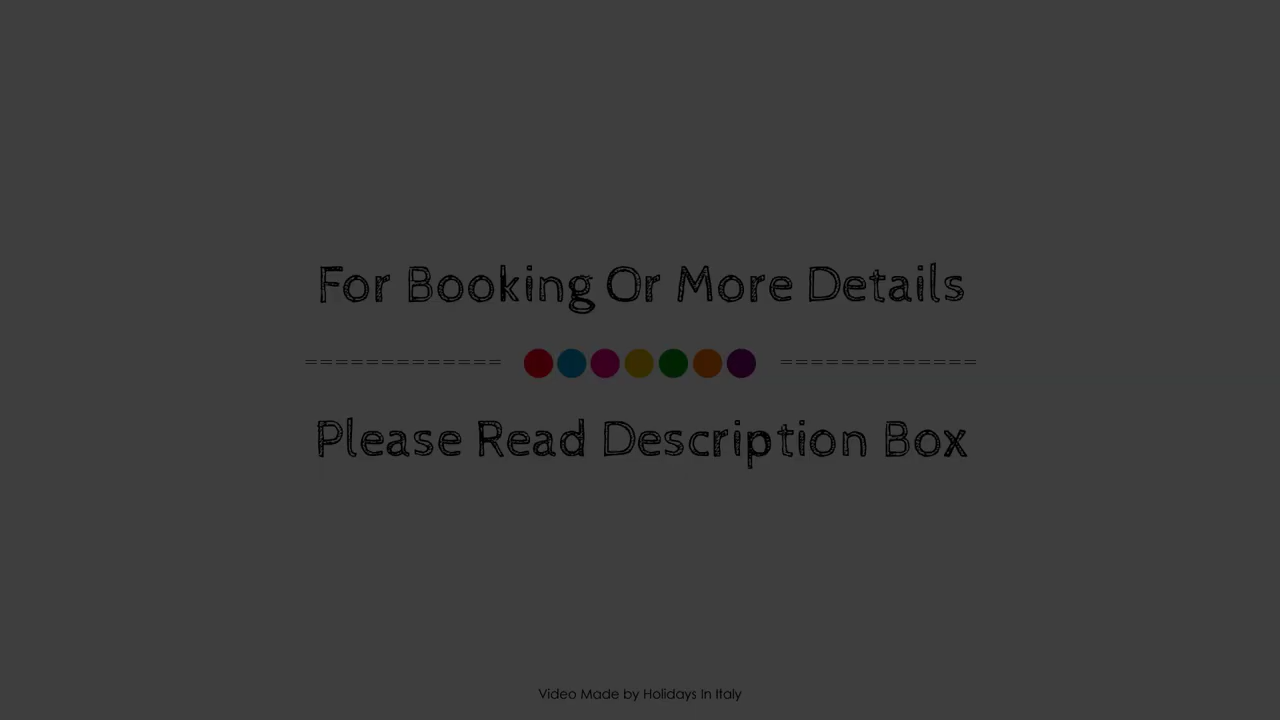 For Booking Or More Details
============= =============
Please Read Description Box
Video Made by Holidays In Italy